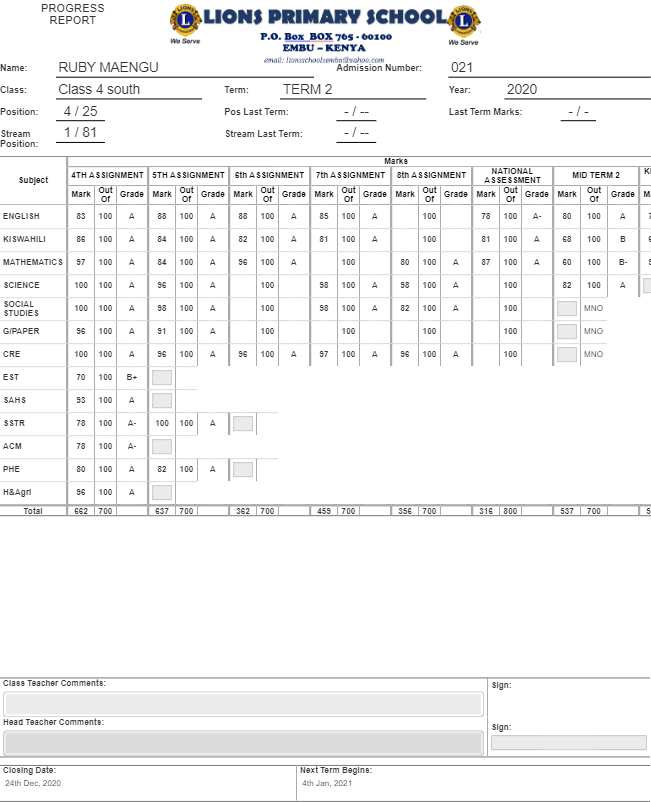 PROGRESS
REPORT
LIONS PRIMARY SCHOOL
We Serve
We Serve
P.O. Box BOX 765 - 60100
EMBU – KENYA
email: lionsschoolsembu@yahoo.com
Name: RUBY MAENGU Admission Number: 021
Class: Class 4 south Term: TERM 2 Year: 2020
Position: 4 / 25 Pos Last Term: - / -- Last Term Marks: - / -
Stream Position: 1 / 81 Stream Last Term: - / --
Marks
Subject 4TH ASSIGNMENT 5TH ASSIGNMENT 6th ASSIGNMENT 7th ASSIGNMENT 8th ASSIGNMENT NATIONAL ASSESSMENT MID TERM 2
Mark Out Of Grade Mark Out Of Grade Mark Out Of Grade Mark Out Of Grade Mark Out Of Grade Mark Out Of Grade Mark Out Of Grade
ENGLISH 83 100 A 88 100 A 88 100 A 85 100 A 100 78 100 A- 80 100 A
KISWAHILI 86 100 A 84 100 A 82 100 A 81 100 A 100 81 100 A 68 100 B
MATHEMATICS 97 100 A 84 100 A 96 100 A 100 80 100 A 87 100 A 60 100 B-
SCIENCE 100 100 A 96 100 A 100 98 100 A 98 100 A 100 82 100 A
SOCIAL STUDIES 100 100 A 98 100 A 100 98 100 A 82 100 A 100 MNO
G/PAPER 96 100 A 91 100 A 100 100 100 100 MNO
CRE 100 100 A 96 100 A 96 100 A 97 100 A 96 100 A 100 MNO
EST 70 100 B+
SAHS 93 100 A
SSTR 78 100 A- 100 100 A
ACM 78 100 A-
PHE 80 100 A 82 100 A
H&Agri 96 100 A
Total 662 700 637 700 362 700 459 700 356 700 316 800 537 700
Class Teacher Comments: Sign:
Head Teacher Comments: Sign:
Closing Date: Next Term Begins:
24th Dec, 2020 4th Jan, 2021